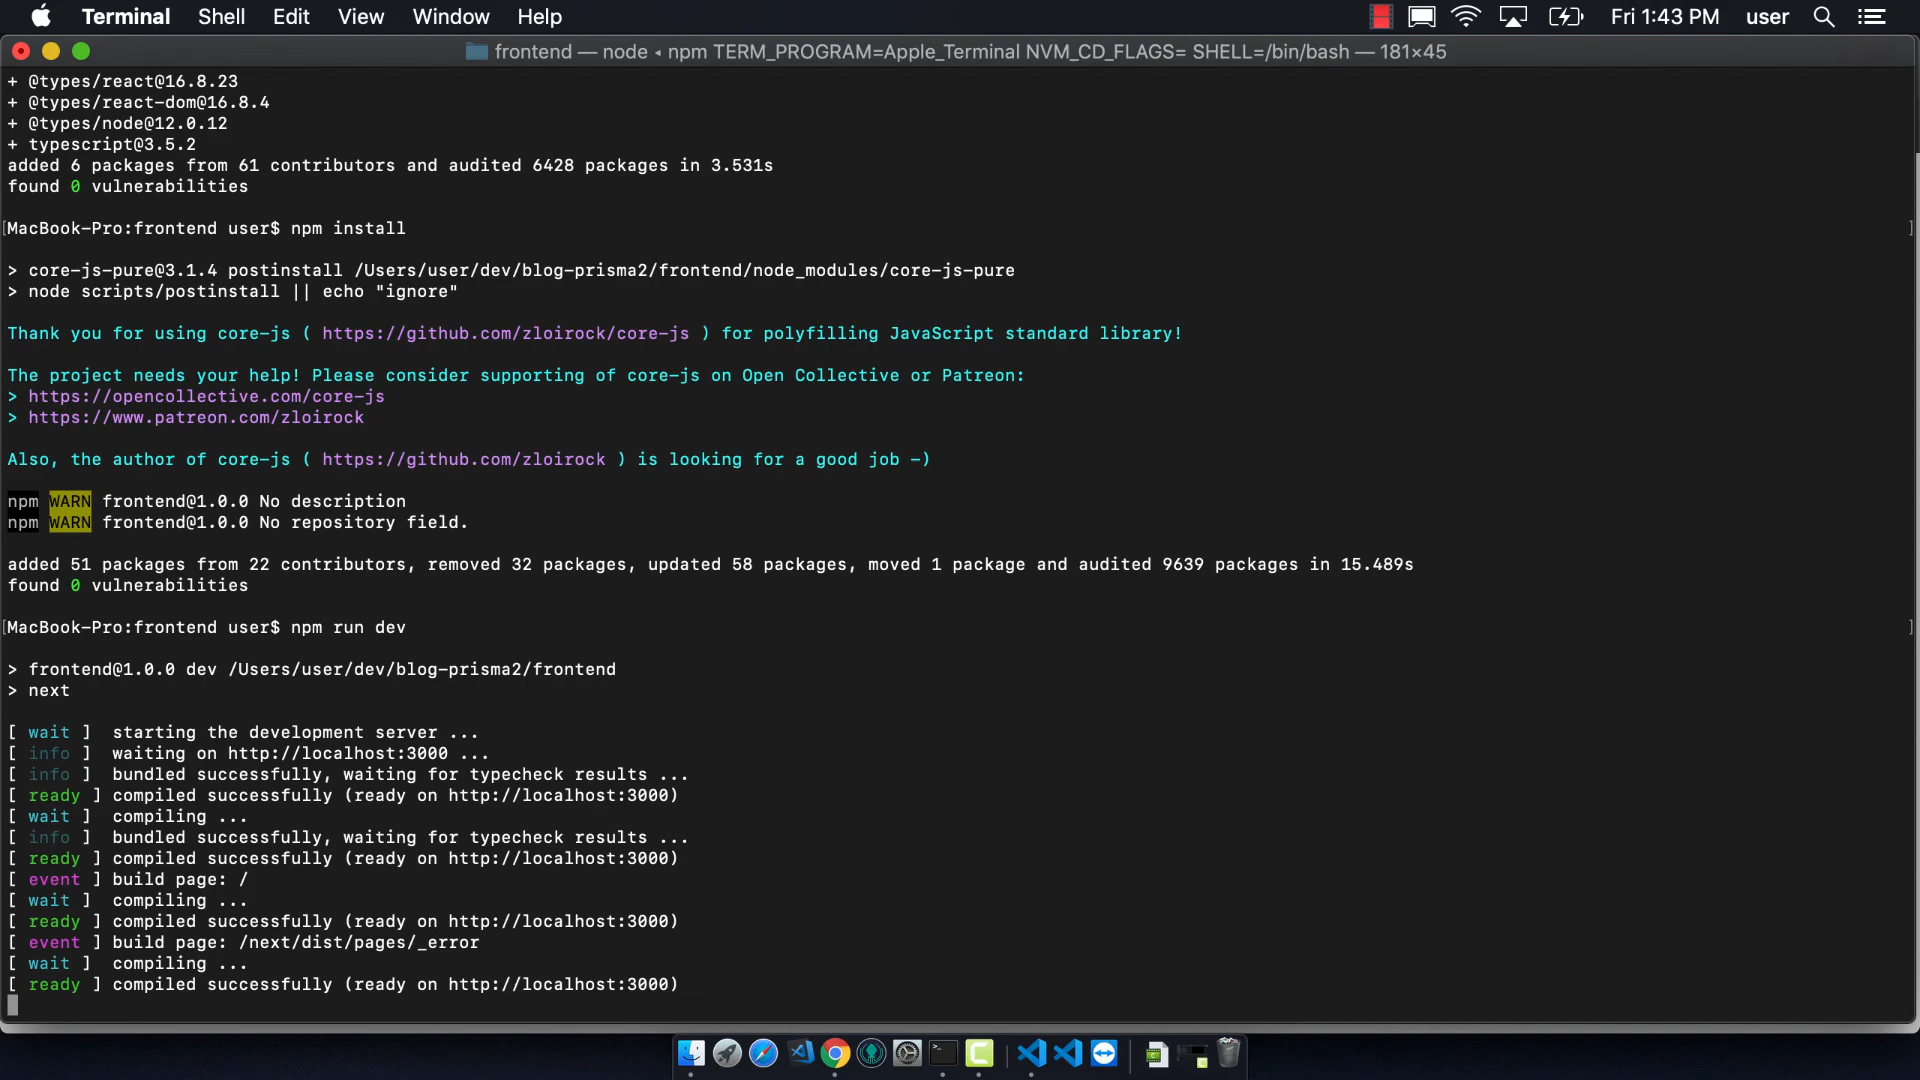 Terminal Shell Edit View Window Help Fri 1:43 PM user
frontend — node ◂ npm TERM_PROGRAM=Apple_Terminal NVM_CD_FLAGS= SHELL=/bin/bash — 181×45
+ @types/react@16.8.23
+ @types/react-dom@16.8.4
+ @types/node@12.0.12
+ typescript@3.5.2
added 6 packages from 61 contributors and audited 6428 packages in 3.531s
found 0 vulnerabilities
[MacBook-Pro:frontend user$ npm install ]
> core-js-pure@3.1.4 postinstall /Users/user/dev/blog-prisma2/frontend/node_modules/core-js-pure
> node scripts/postinstall || echo "ignore"
Thank you for using core-js ( https://github.com/zloirock/core-js ) for polyfilling JavaScript standard library!
The project needs your help! Please consider supporting of core-js on Open Collective or Patreon:
> https://opencollective.com/core-js
> https://www.patreon.com/zloirock
Also, the author of core-js ( https://github.com/zloirock ) is looking for a good job -)
npm WARN frontend@1.0.0 No description
npm WARN frontend@1.0.0 No repository field.
added 51 packages from 22 contributors, removed 32 packages, updated 58 packages, moved 1 package and audited 9639 packages in 15.489s
found 0 vulnerabilities
[MacBook-Pro:frontend user$ npm run dev ]
> frontend@1.0.0 dev /Users/user/dev/blog-prisma2/frontend
> next
[ wait ]  starting the development server ...
[ info ]  waiting on http://localhost:3000 ...
[ info ]  bundled successfully, waiting for typecheck results ...
[ ready ] compiled successfully (ready on http://localhost:3000)
[ wait ]  compiling ...
[ info ]  bundled successfully, waiting for typecheck results ...
[ ready ] compiled successfully (ready on http://localhost:3000)
[ event ] build page: /
[ wait ]  compiling ...
[ ready ] compiled successfully (ready on http://localhost:3000)
[ event ] build page: /next/dist/pages/_error
[ wait ]  compiling ...
[ ready ] compiled successfully (ready on http://localhost:3000)